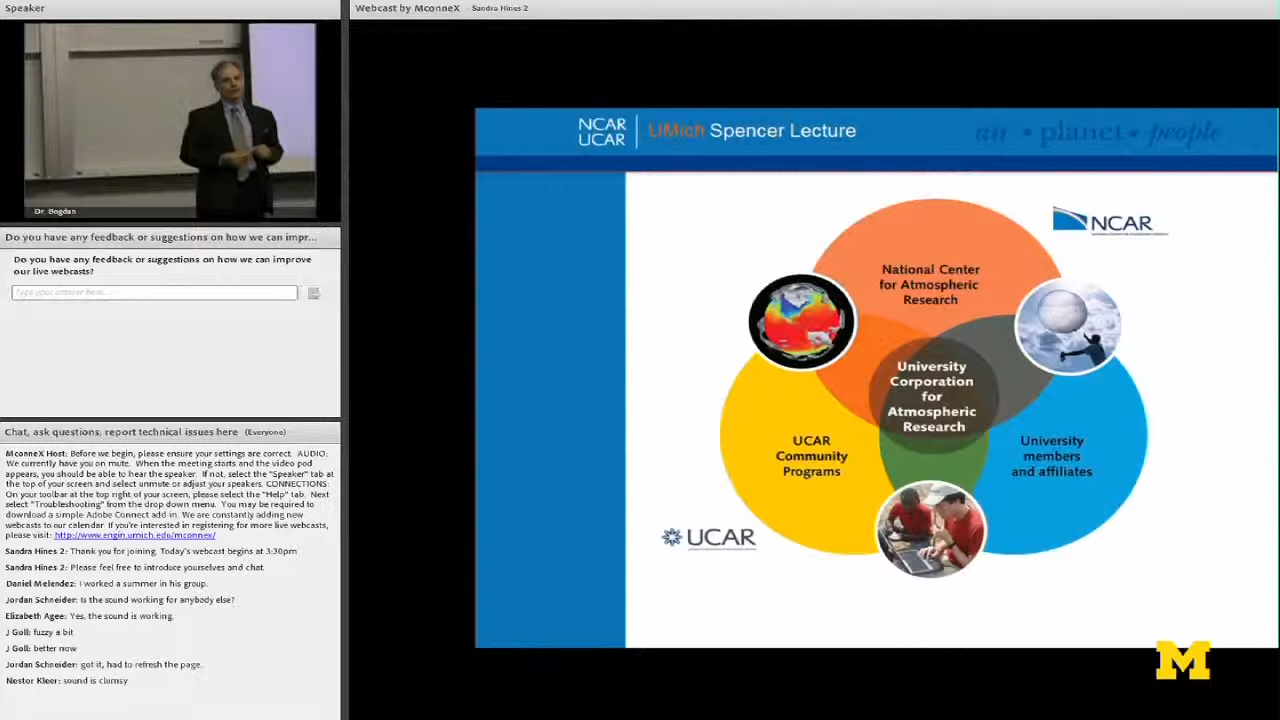 Speaker
Dr. Bogdan
Do you have any feedback or suggestions on how we can impr...
Do you have any feedback or suggestions on how we can improve
our live webcasts?
Type your answer here...
Chat, ask questions, report technical issues here (Everyone)
MconneX Host: Before we begin, please ensure your settings are correct. AUDIO:
We currently have you on mute. When the meeting starts and the video pod
appears, you should be able to hear the speaker. If not, select the "Speaker" tab at
the top of your screen and select unmute or adjust your speakers. CONNECTIONS:
On your toolbar at the top right of your screen, please select the "Help" tab. Next
select "Troubleshooting" from the drop down menu. You may be required to
download a simple Adobe Connect add-in. We are constantly adding new
webcasts to our calendar. If you're interested in registering for more live webcasts,
please visit: http://www.engin.umich.edu/mconnex/
Sandra Hines 2: Thank you for joining. Today's webcast begins at 3:30pm
Sandra Hines 2: Please feel free to introduce yourselves and chat.
Daniel Melendez: I worked a summer in his group.
Jordan Schneider: Is the sound working for anybody else?
Elizabeth Agee: Yes, the sound is working.
J Goll: fuzzy a bit
J Goll: better now
Jordan Schneider: got it, had to refresh the page.
Nestor Kleer: sound is clumsy
Webcast by MconneX - Sandra Hines 2
NCAR
UCAR
UMich Spencer Lecture
an • planet • people
NCAR
National Center
for Atmospheric
Research
University
Corporation
for
Atmospheric
Research
UCAR
Community
Programs
University
members
and affiliates
UCAR
M